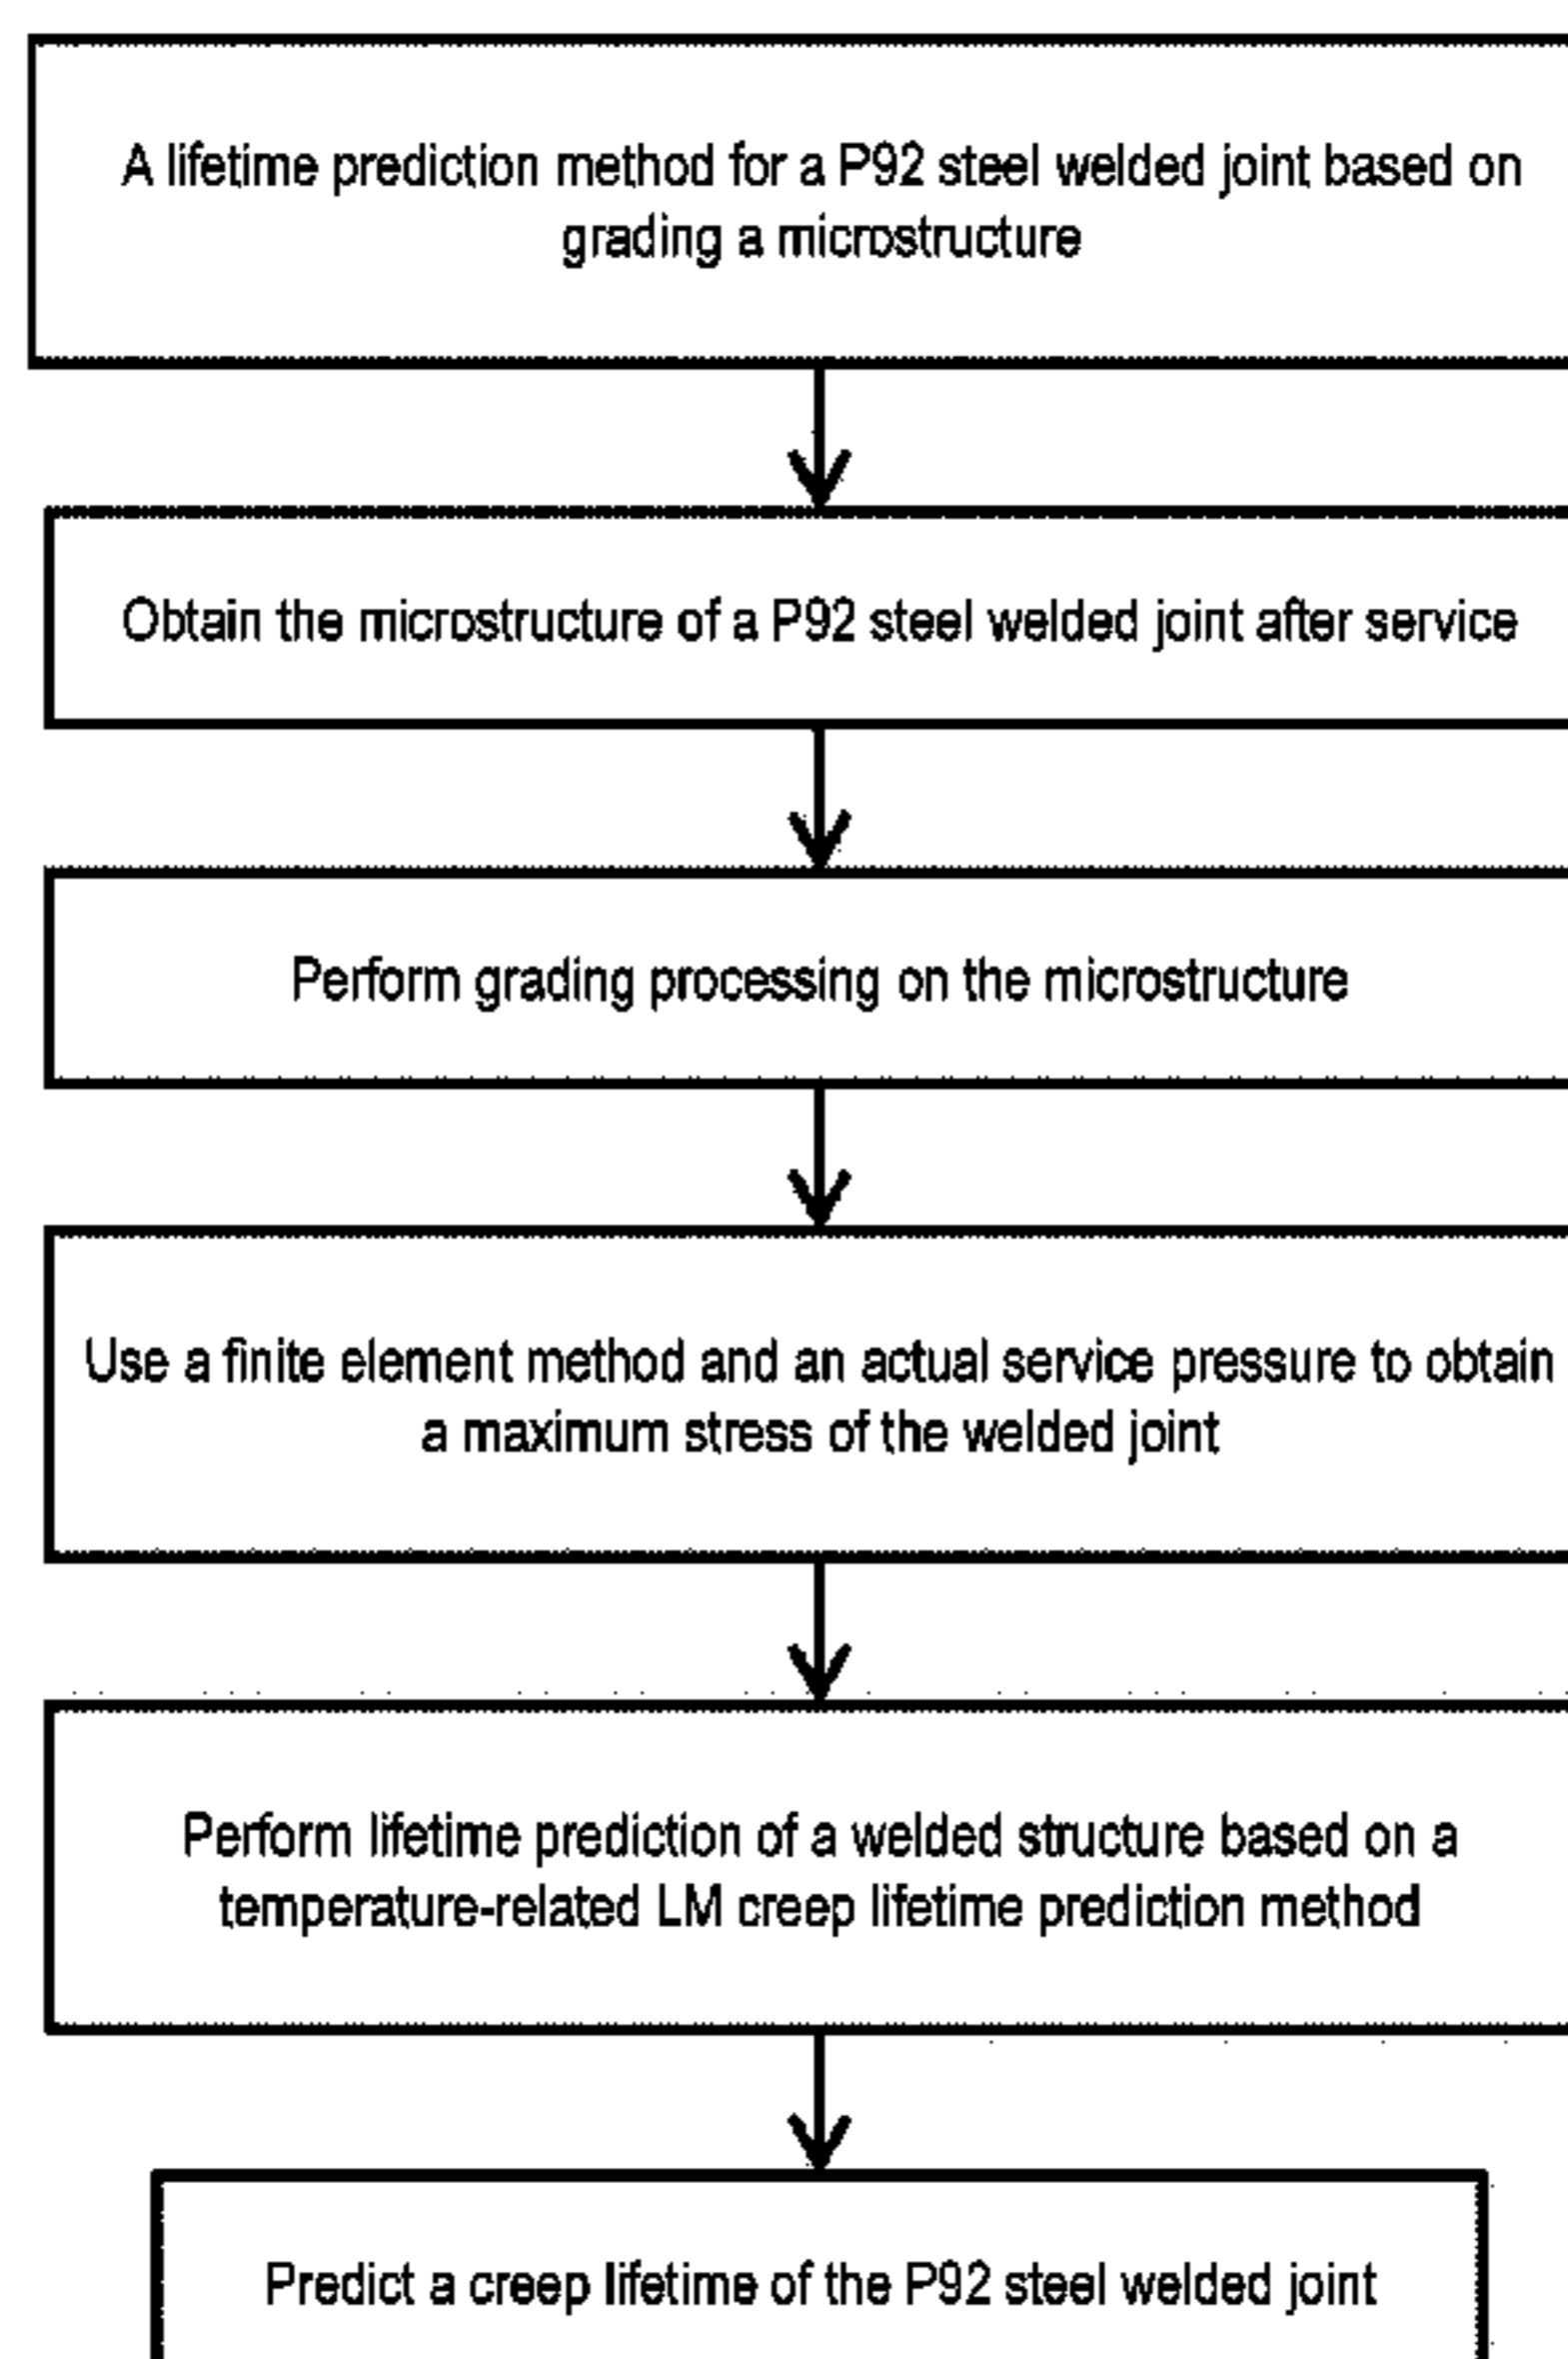 A lifetime prediction method for a P92 steel welded joint based on
grading a microstructure
Obtain the microstructure of a P92 steel welded joint after service
Perform grading processing on the microstructure
Use a finite element method and an actual service pressure to obtain
a maximum stress of the welded joint
Perform lifetime prediction of a welded structure based on a
temperature-related LM creep lifetime prediction method
Predict a creep lifetime of the P92 steel welded joint